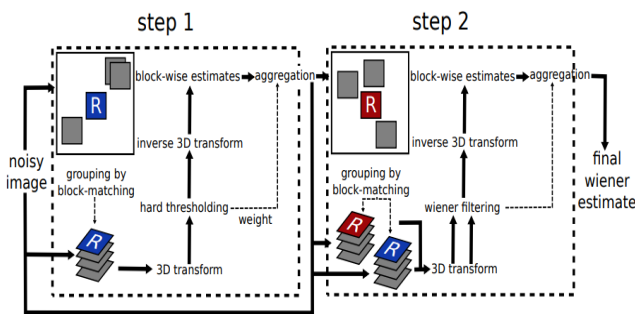 step 1
step 2
R
block-wise estimates
aggregation
inverse 3D transform
noisy
image
grouping by
block-matching
hard thresholding
weight
R
3D transform
R
block-wise estimates
aggregation
inverse 3D transform
grouping by
block-matching
wiener filtering
R
R
3D transform
final
wiener
estimate